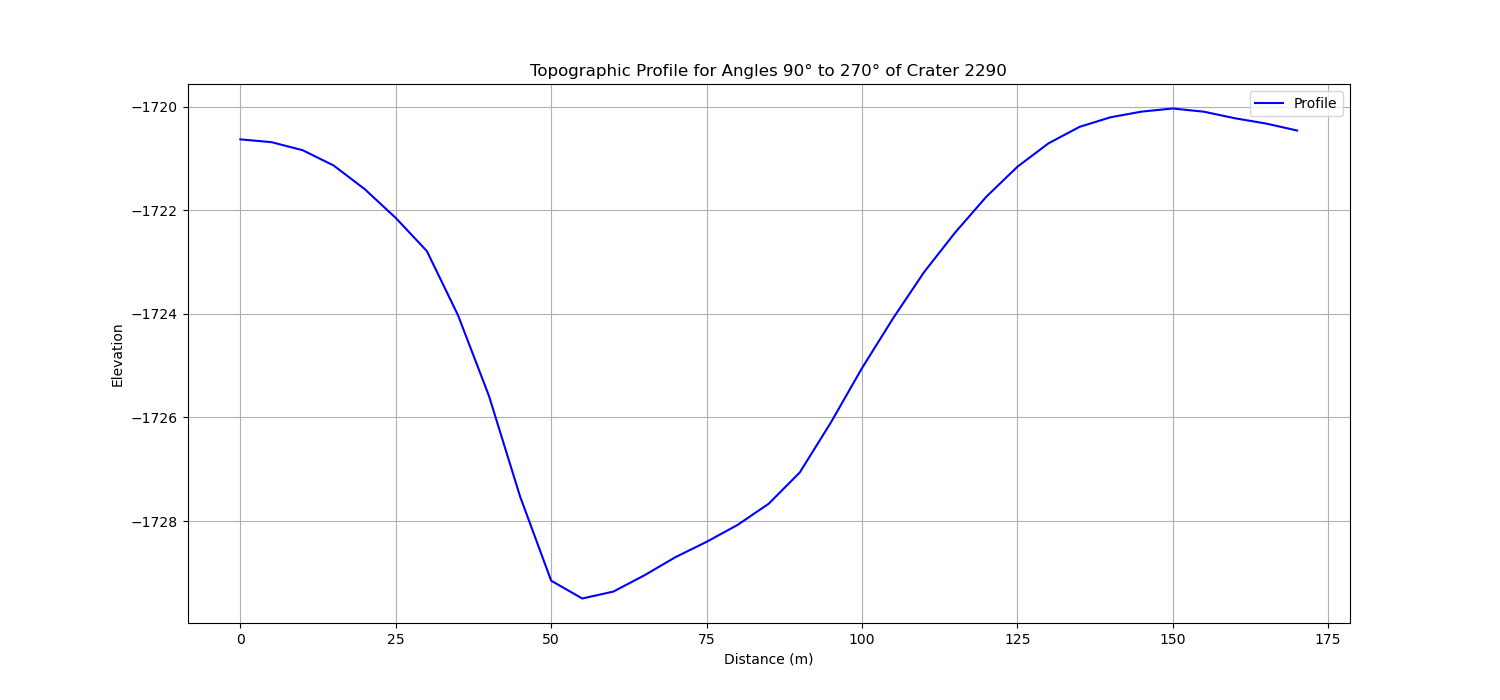 Topographic Profile for Angles 90° to 270° of Crater 2290
Profile
−1720
−1722
−1724
−1726
−1728
Elevation
0 25 50 75 100 125 150 175
Distance (m)